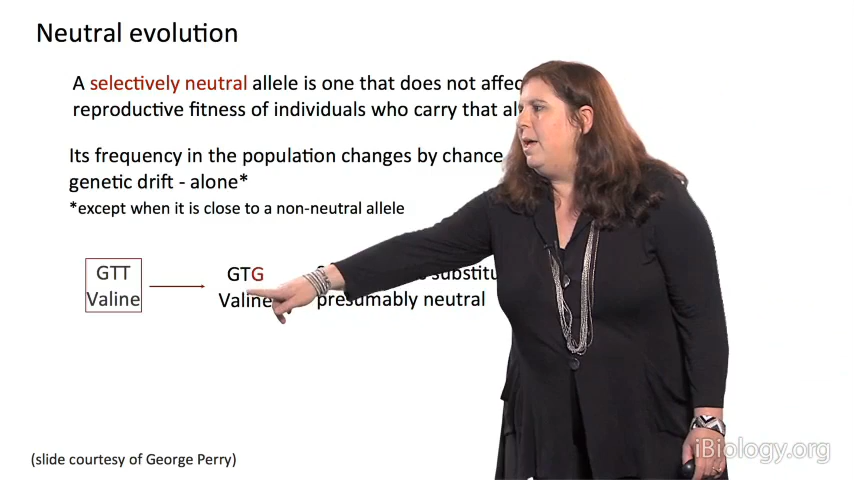 Neutral evolution
A selectively neutral allele is one that does not affe
reproductive fitness of individuals who carry that al
Its frequency in the population changes by chance
genetic drift - alone*
*except when it is close to a non-neutral allele
GTT
GTG
substitu
Valine
Valine
presumably neutral
(slide courtesy of George Perry)
iBiology.org